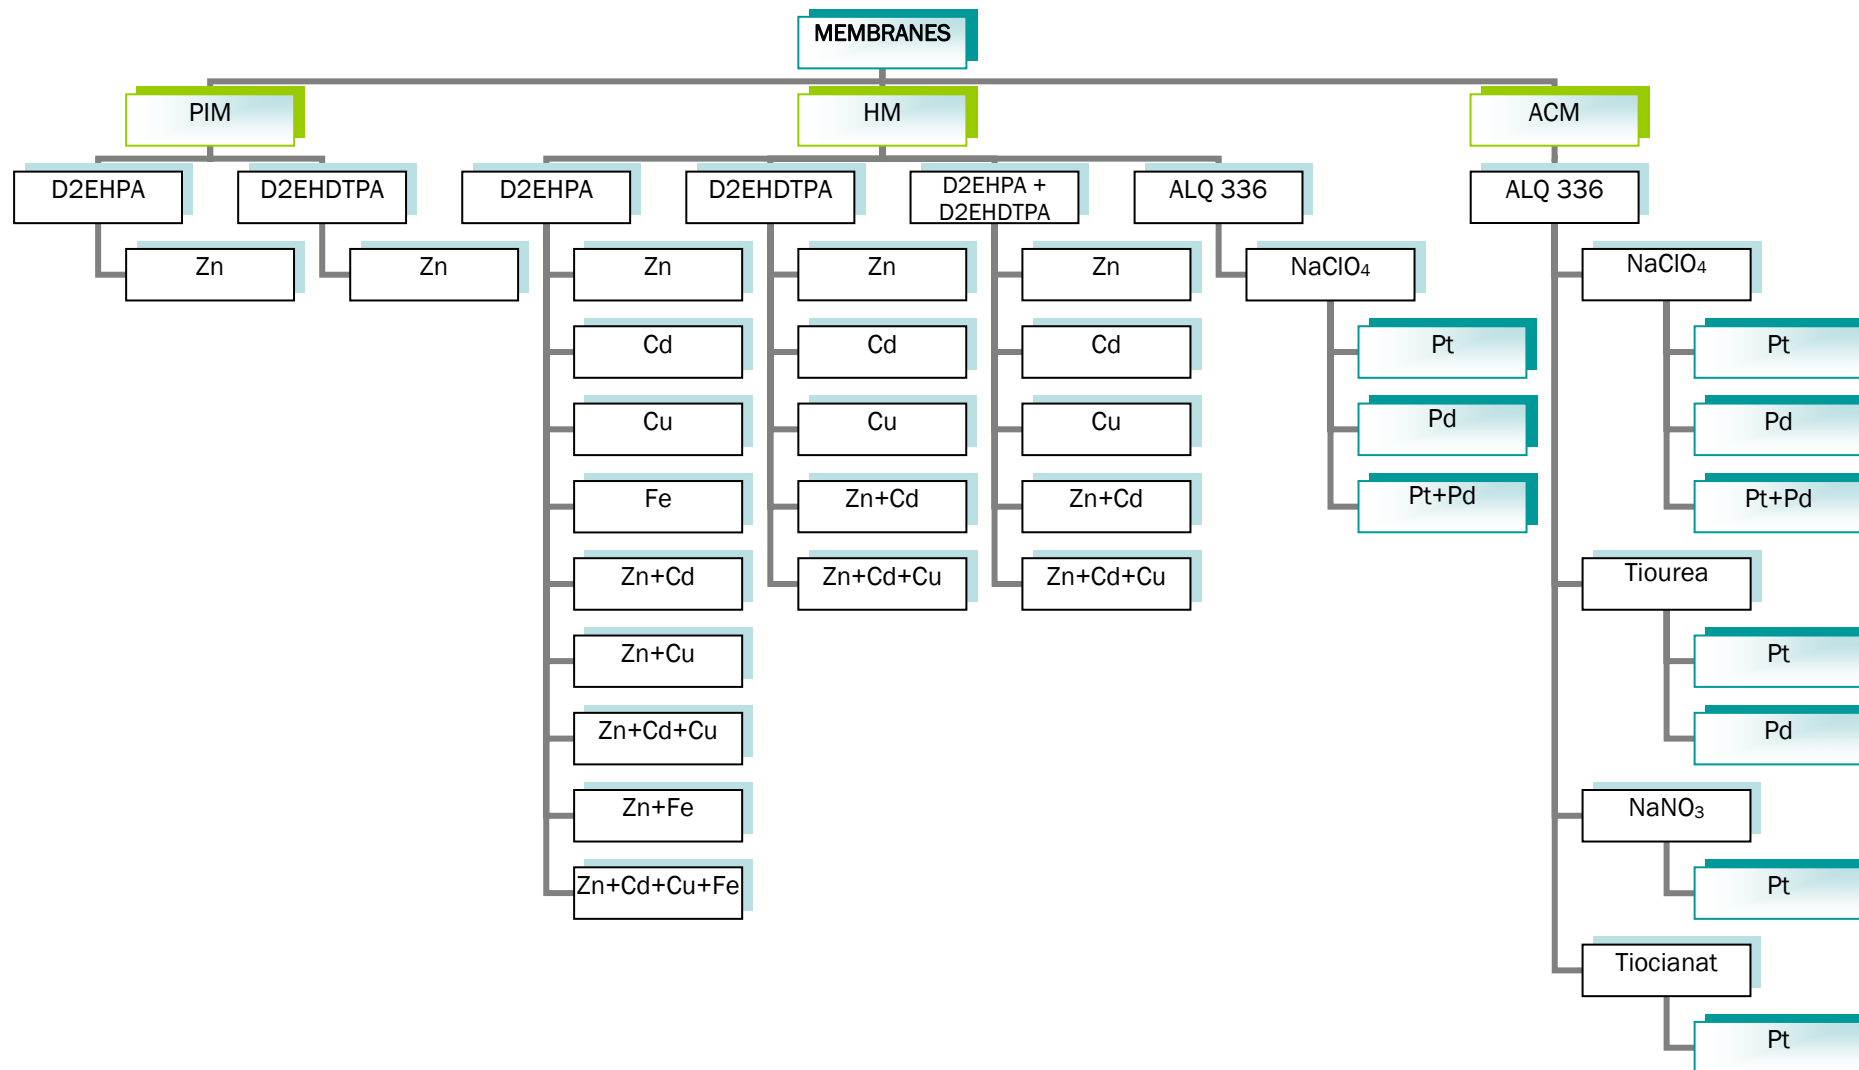 MEMBRANES
PIM
HM
ACM
D2EHPA
D2EHDTPA
D2EHPA
D2EHDTPA
D2EHPA +
D2EHDTPA
ALQ 336
ALQ 336
Zn
Zn
Zn
Zn
Zn
NaClO₄
NaClO₄
Cd
Cd
Cd
Pt
Pt
Cu
Cu
Cu
Pd
Pd
Fe
Zn+Cd
Zn+Cd
Pt+Pd
Pt+Pd
Zn+Cd
Zn+Cd+Cu
Zn+Cd+Cu
Tiourea
Zn+Cu
Pt
Zn+Cd+Cu
Pd
Zn+Fe
NaNO₃
Zn+Cd+Cu+Fe
Pt
Tiocianat
Pt